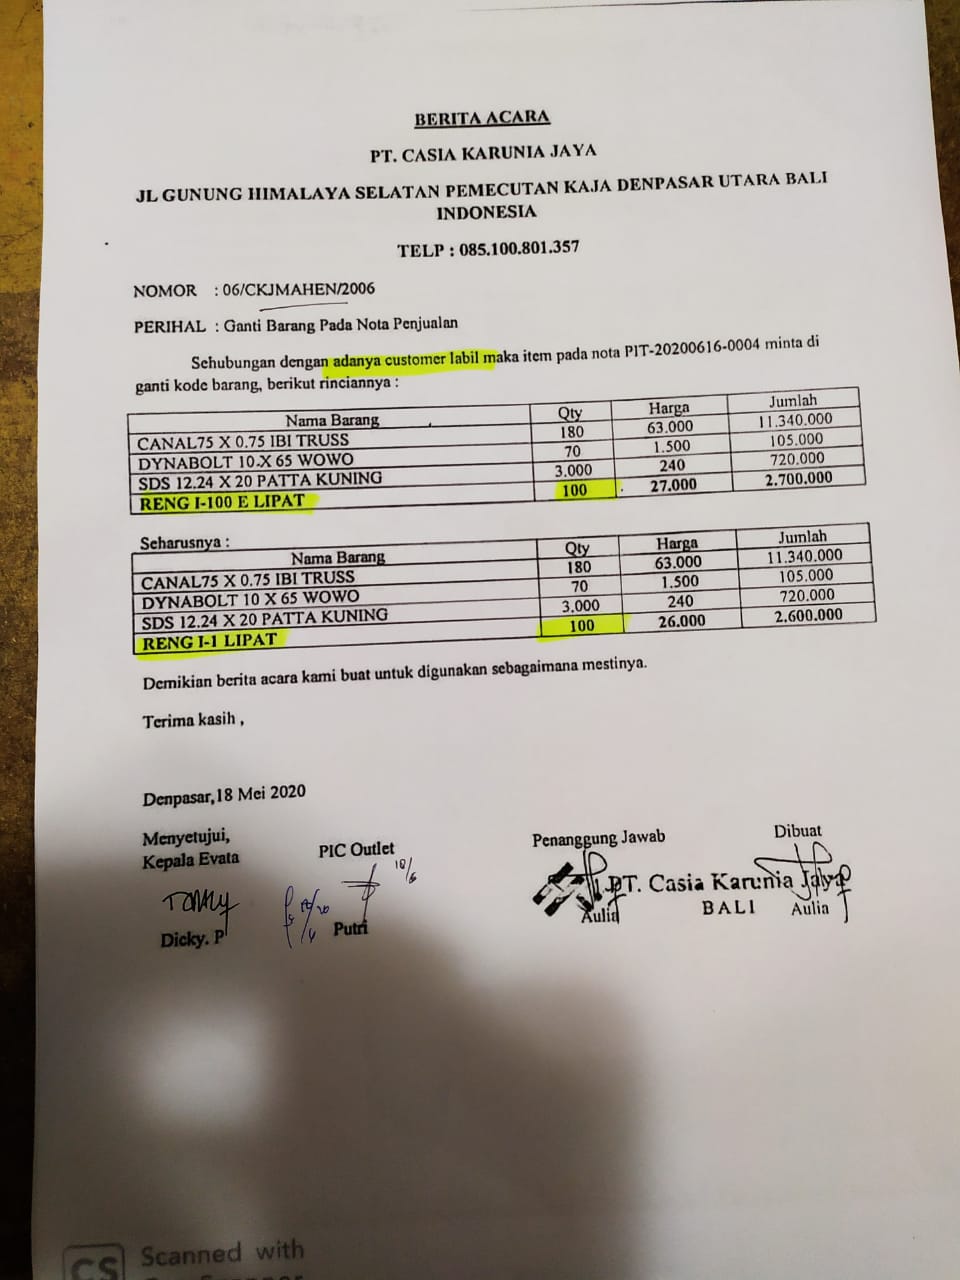 BERITA ACARA
PT. CASIA KARUNIA JAYA
JL GUNUNG HIMALAYA SELATAN PEMECUTAN KAJA DENPASAR UTARA BALI
INDONESIA
TELP : 085.100.801.357
NOMOR : 06/CKJMAHEN/2006
PERIHAL : Ganti Barang Pada Nota Penjualan
Sehubungan dengan adanya customer labil maka item pada nota PIT-20200616-0004 minta di
ganti kode barang, berikut rinciannya :
Nama Barang Qty Harga Jumlah
CANAL75 X 0.75 IBI TRUSS 180 63.000 11.340.000
DYNABOLT 10.X 65 WOWO 70 1.500 105.000
SDS 12.24 X 20 PATTA KUNING 3,000 240 720.000
RENG I-100 E LIPAT 100 27.000 2.700.000
Seharusnya :
Nama Barang Qty Harga Jumlah
CANAL75 X 0.75 IBI TRUSS 180 63.000 11.340.000
DYNABOLT 10 X 65 WOWO 70 1.500 105.000
SDS 12.24 X 20 PATTA KUNING 3,000 240 720.000
RENG I-1 LIPAT 100 26.000 2.600.000
Demikian berita acara kami buat untuk digunakan sebagaimana mestinya.
Terima kasih ,
Denpasar,18 Mei 2020
Menyetujui,
Kepala Evata PIC Outlet Penanggung Jawab Dibuat
18/6
PT. Casia Karunia Jaya
BALI
Dicky. P Putri Aulia Aulia
CS Scanned with